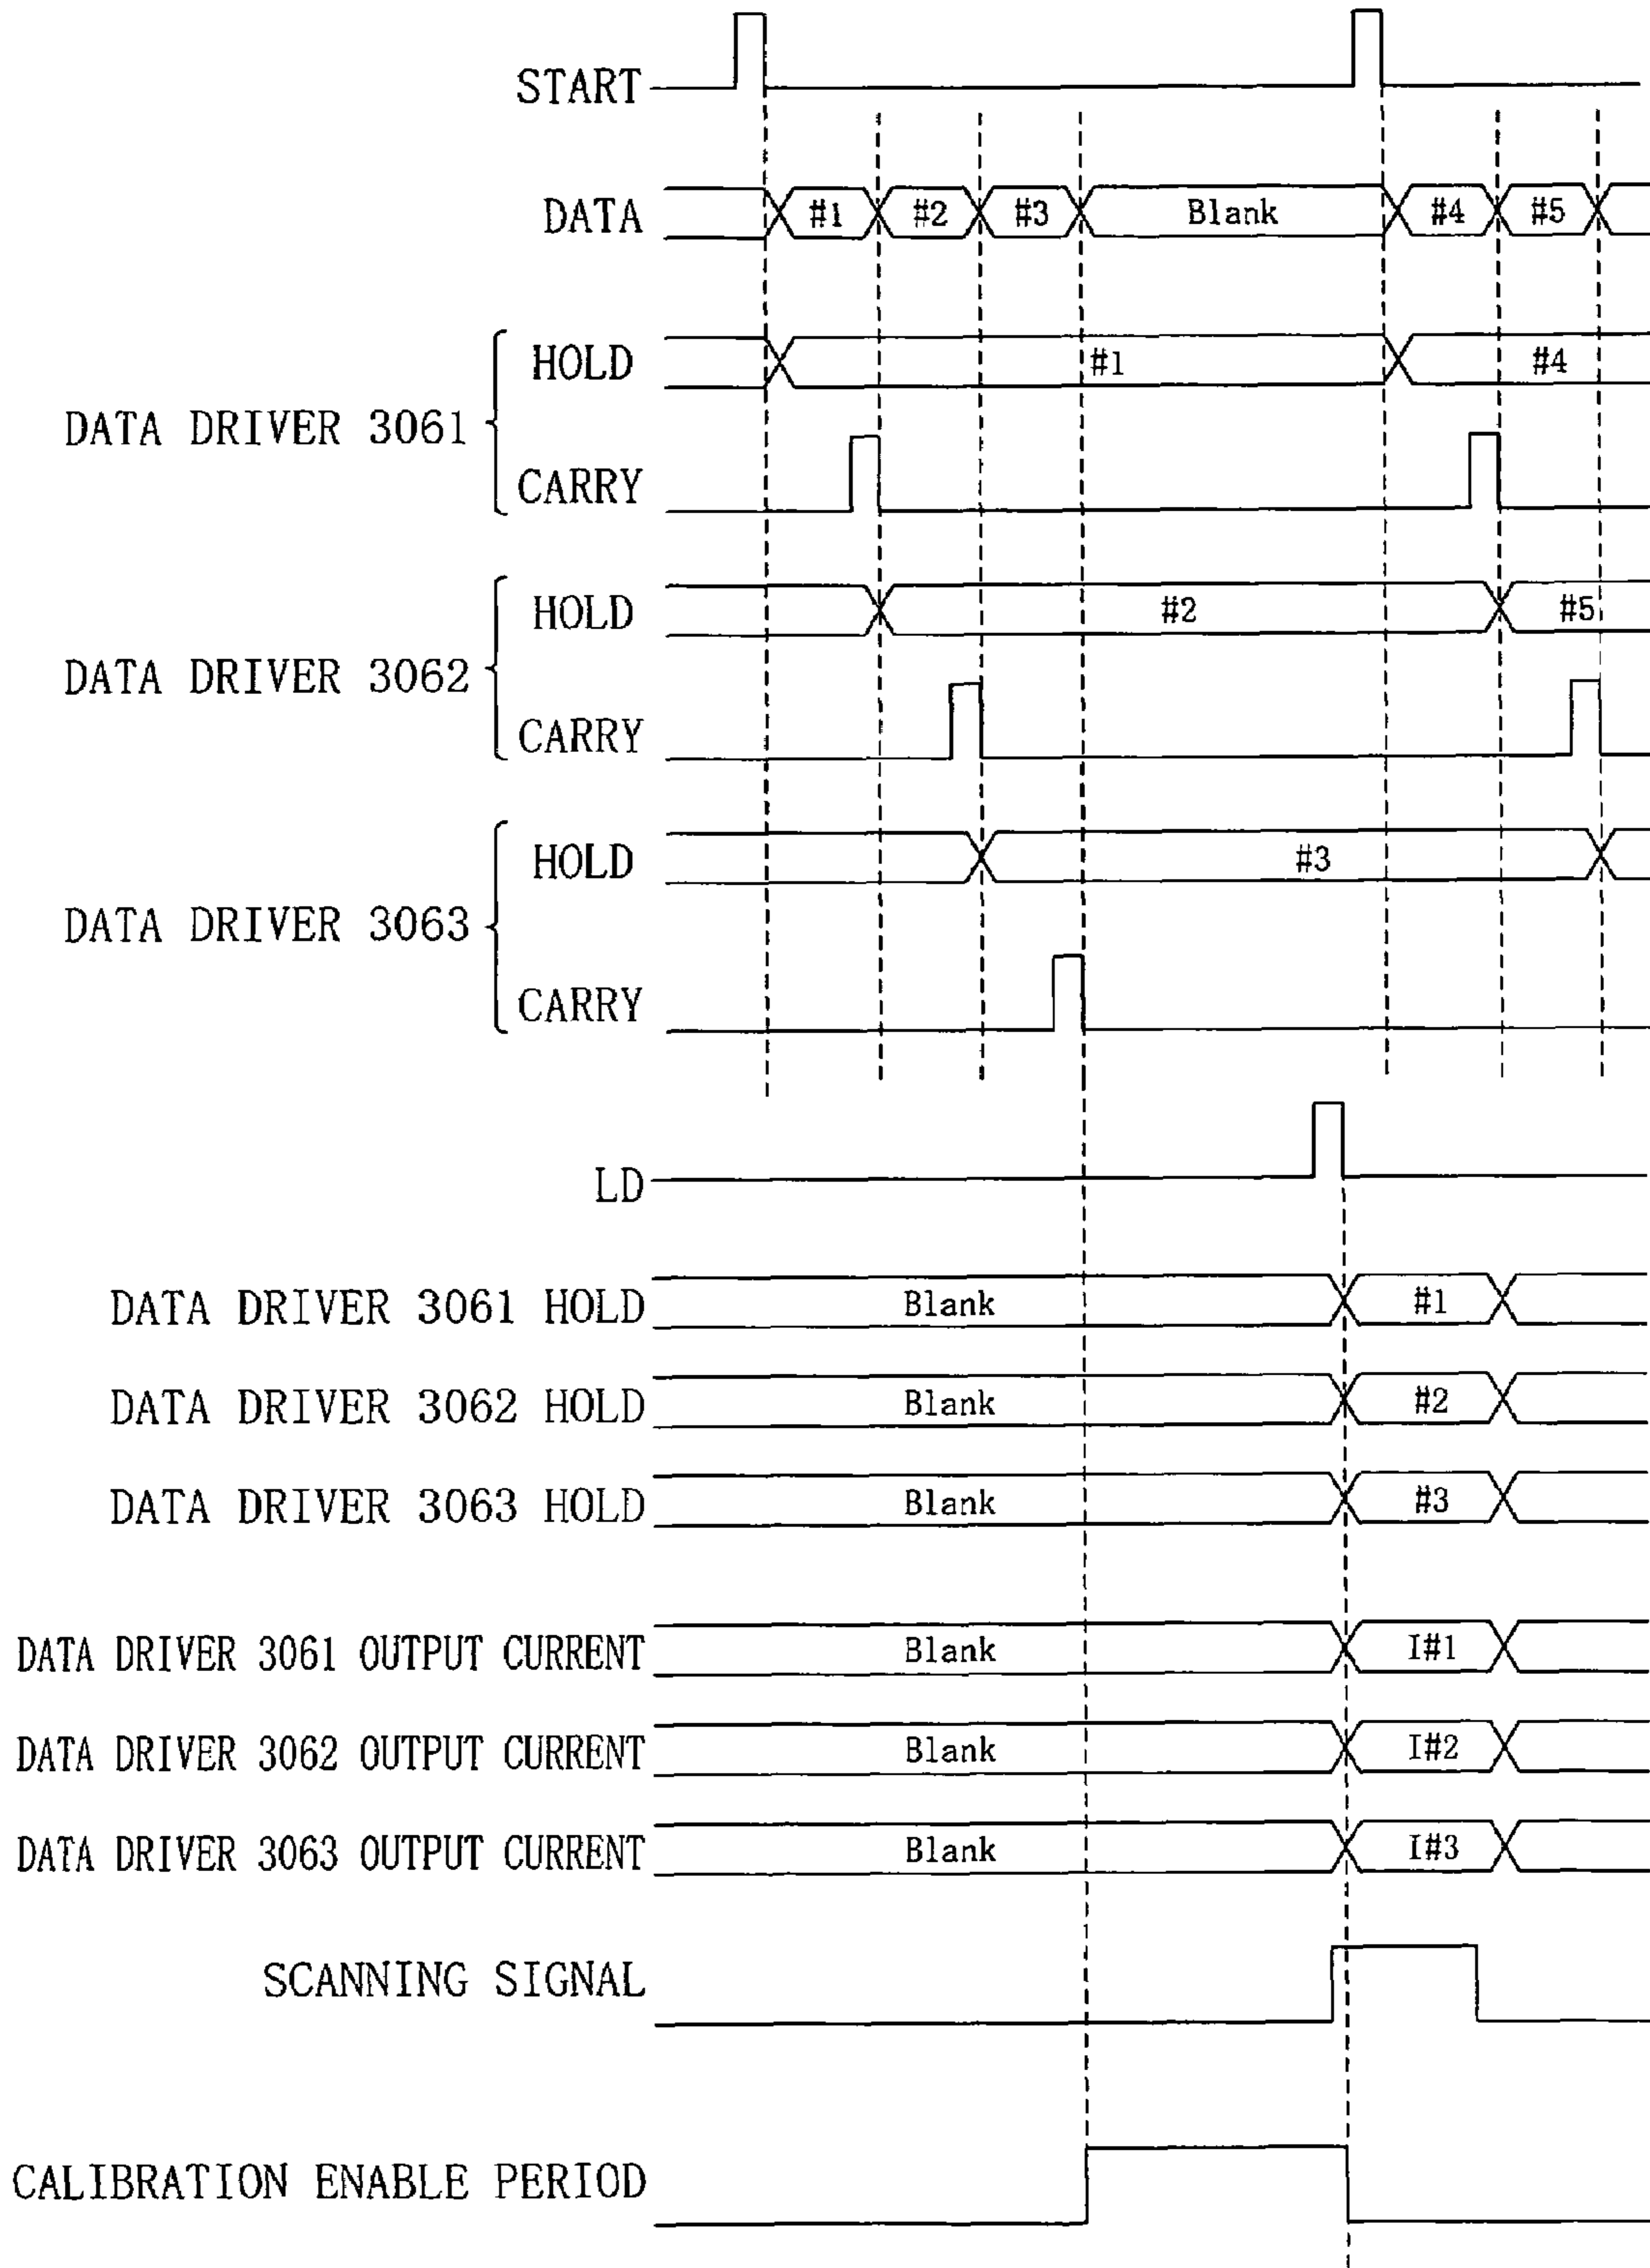 START
DATA #1 #2 #3 Blank #4 #5
DATA DRIVER 3061
HOLD #1 #4
CARRY
DATA DRIVER 3062
HOLD #2 #5
CARRY
DATA DRIVER 3063
HOLD #3
CARRY
LD
DATA DRIVER 3061 HOLD Blank #1
DATA DRIVER 3062 HOLD Blank #2
DATA DRIVER 3063 HOLD Blank #3
DATA DRIVER 3061 OUTPUT CURRENT Blank I#1
DATA DRIVER 3062 OUTPUT CURRENT Blank I#2
DATA DRIVER 3063 OUTPUT CURRENT Blank I#3
SCANNING SIGNAL
CALIBRATION ENABLE PERIOD